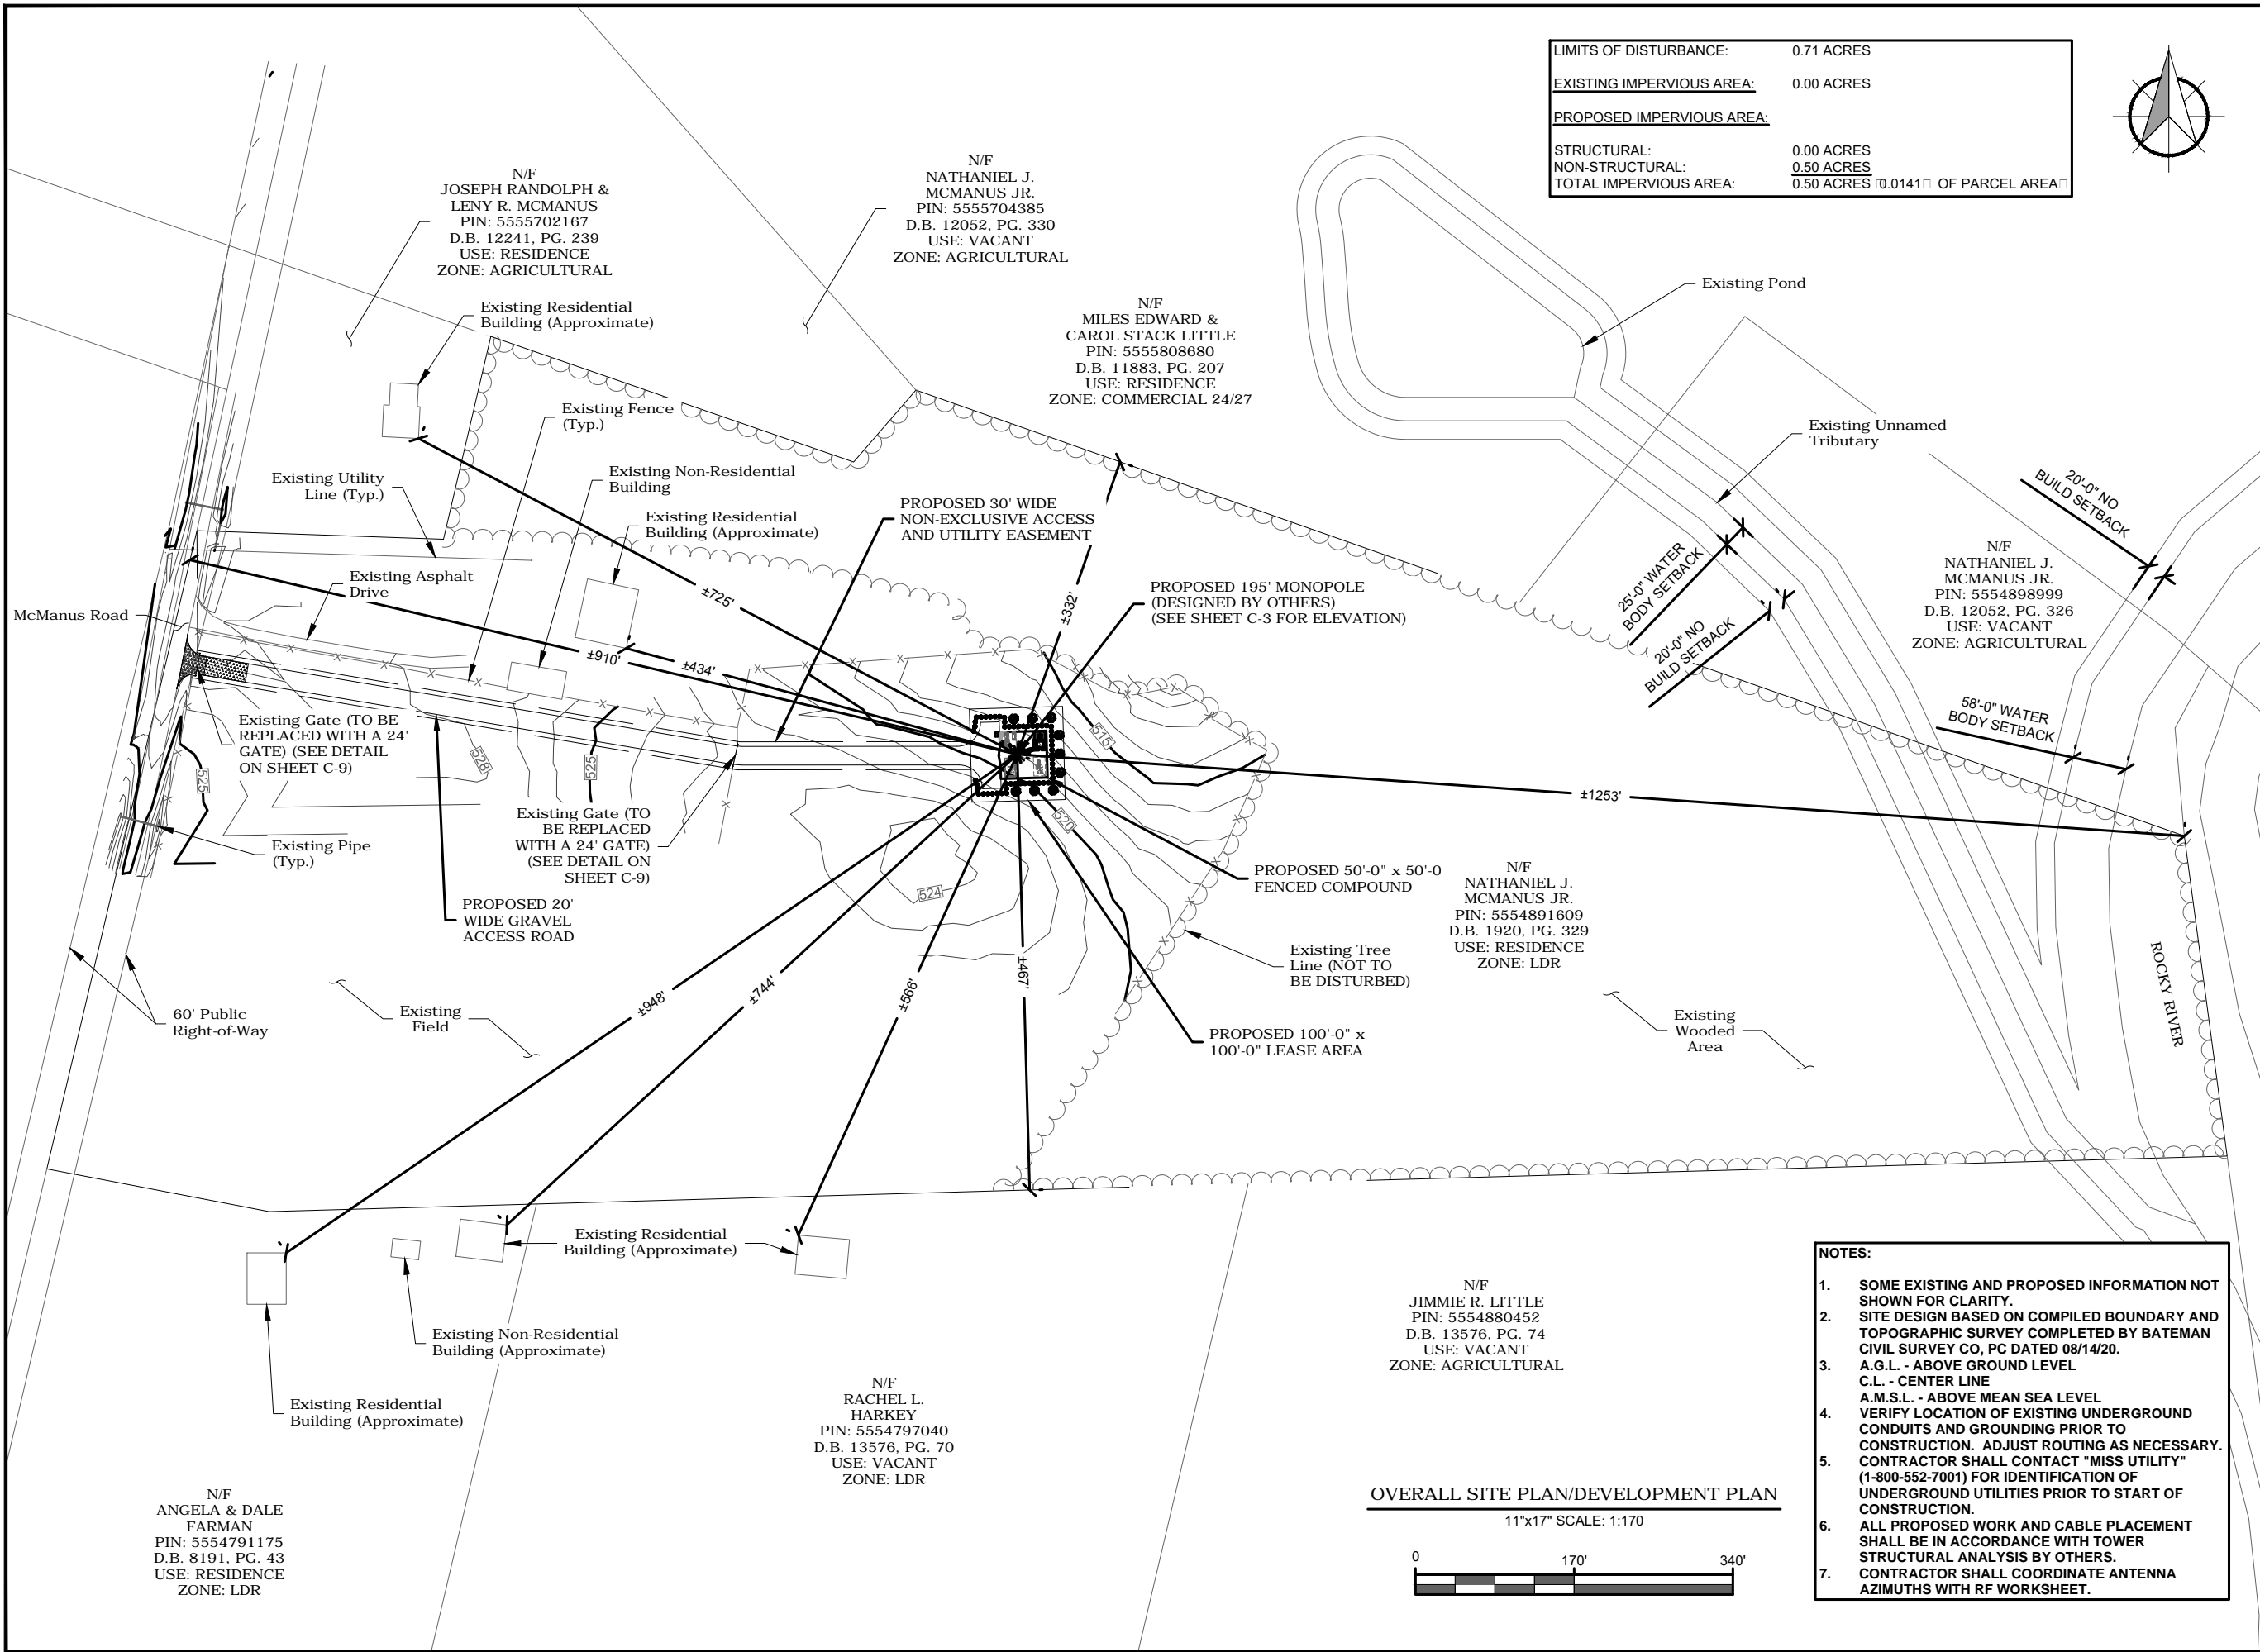 LIMITS OF DISTURBANCE: 0.71 ACRES
EXISTING IMPERVIOUS AREA: 0.00 ACRES
PROPOSED IMPERVIOUS AREA:
STRUCTURAL: 0.00 ACRES
NON-STRUCTURAL: 0.50 ACRES
TOTAL IMPERVIOUS AREA: 0.50 ACRES 0.0141 OF PARCEL AREA
N/F
JOSEPH RANDOLPH &
LENY R. MCMANUS
PIN: 5555702167
D.B. 12241, PG. 239
USE: RESIDENCE
ZONE: AGRICULTURAL
N/F
NATHANIEL J.
MCMANUS JR.
PIN: 5555704385
D.B. 12052, PG. 330
USE: VACANT
ZONE: AGRICULTURAL
N/F
MILES EDWARD &
CAROL STACK LITTLE
PIN: 5555808680
D.B. 11883, PG. 207
USE: RESIDENCE
ZONE: COMMERCIAL 24/27
Existing Pond
Existing Residential
Building (Approximate)
Existing Fence
(Typ.)
Existing Unnamed
Tributary
Existing Utility
Line (Typ.)
Existing Non-Residential
Building
Existing Residential
Building (Approximate)
PROPOSED 30' WIDE
NON-EXCLUSIVE ACCESS
AND UTILITY EASEMENT
20'-0" NO
BUILD SETBACK
25'-0" WATER
BODY SETBACK
20'-0" NO
BUILD SETBACK
58'-0" WATER
BODY SETBACK
N/F
NATHANIEL J.
MCMANUS JR.
PIN: 5554898999
D.B. 12052, PG. 326
USE: VACANT
ZONE: AGRICULTURAL
Existing Asphalt
Drive
McManus Road
PROPOSED 195' MONOPOLE
(DESIGNED BY OTHERS)
(SEE SHEET C-3 FOR ELEVATION)
±725'
±332'
±910'
±434'
±1253'
Existing Gate (TO BE
REPLACED WITH A 24'
GATE) (SEE DETAIL
ON SHEET C-9)
528
525
525
515
520
524
Existing Gate (TO
BE REPLACED
WITH A 24' GATE)
(SEE DETAIL ON
SHEET C-9)
Existing Pipe
(Typ.)
PROPOSED 20'
WIDE GRAVEL
ACCESS ROAD
PROPOSED 50'-0" x 50'-0
FENCED COMPOUND
N/F
NATHANIEL J.
MCMANUS JR.
PIN: 5554891609
D.B. 1920, PG. 329
USE: RESIDENCE
ZONE: LDR
Existing Tree
Line (NOT TO
BE DISTURBED)
ROCKY RIVER
±948'
±744'
±566'
±467'
60' Public
Right-of-Way
Existing
Field
PROPOSED 100'-0" x
100'-0" LEASE AREA
Existing
Wooded
Area
Existing Residential
Building (Approximate)
Existing Non-Residential
Building (Approximate)
Existing Residential
Building (Approximate)
N/F
JIMMIE R. LITTLE
PIN: 5554880452
D.B. 13576, PG. 74
USE: VACANT
ZONE: AGRICULTURAL
N/F
RACHEL L.
HARKEY
PIN: 5554797040
D.B. 13576, PG. 70
USE: VACANT
ZONE: LDR
N/F
ANGELA & DALE
FARMAN
PIN: 5554791175
D.B. 8191, PG. 43
USE: RESIDENCE
ZONE: LDR
OVERALL SITE PLAN/DEVELOPMENT PLAN
11"x17" SCALE: 1:170
0 170' 340'
NOTES:
1. SOME EXISTING AND PROPOSED INFORMATION NOT
SHOWN FOR CLARITY.
2. SITE DESIGN BASED ON COMPILED BOUNDARY AND
TOPOGRAPHIC SURVEY COMPLETED BY BATEMAN
CIVIL SURVEY CO, PC DATED 08/14/20.
3. A.G.L. - ABOVE GROUND LEVEL
C.L. - CENTER LINE
A.M.S.L. - ABOVE MEAN SEA LEVEL
4. VERIFY LOCATION OF EXISTING UNDERGROUND
CONDUITS AND GROUNDING PRIOR TO
CONSTRUCTION. ADJUST ROUTING AS NECESSARY.
5. CONTRACTOR SHALL CONTACT "MISS UTILITY"
(1-800-552-7001) FOR IDENTIFICATION OF
UNDERGROUND UTILITIES PRIOR TO START OF
CONSTRUCTION.
6. ALL PROPOSED WORK AND CABLE PLACEMENT
SHALL BE IN ACCORDANCE WITH TOWER
STRUCTURAL ANALYSIS BY OTHERS.
7. CONTRACTOR SHALL COORDINATE ANTENNA
AZIMUTHS WITH RF WORKSHEET.